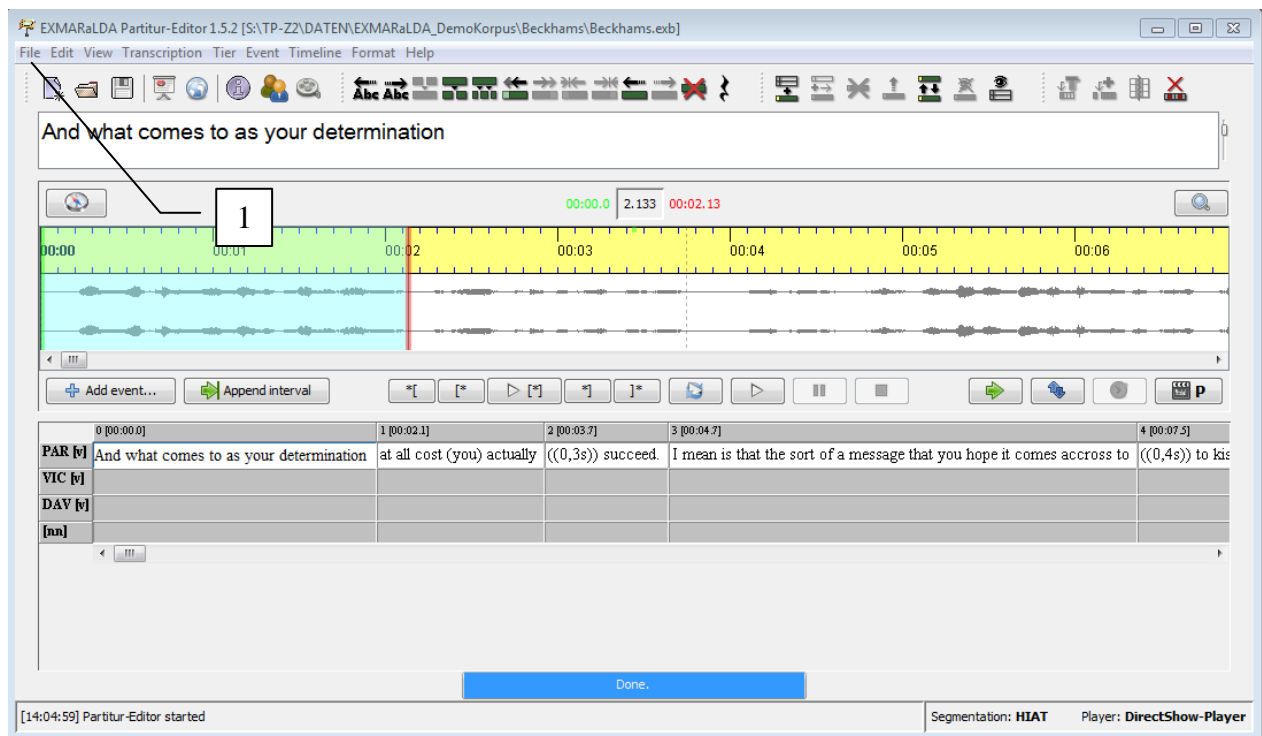 EXMARaLDA Partitur-Editor 1.5.2 [S:\TP-Z2\DATEN\EXMARaLDA_DemoKorpus\Beckhams\Beckhams.exb]
File Edit View Transcription Tier Event Timeline Format Help
Abc Abc
And what comes to as your determination
1
00:00.0 2.133 00:02.13
00:00 00:01 00:02 00:03 00:04 00:05 00:06
Add event... Append interval *[ [* [*] *] ]* P
0 [00:00.0] 1 [00:02.1] 2 [00:03.7] 3 [00:04.7] 4 [00:07.5]
PAR [v] And what comes to as your determination at all cost (you) actually ((0,3s)) succeed. I mean is that the sort of a message that you hope it comes accross to ((0,4s)) to kis
VIC [v]
DAV [v]
[nn]
Done.
[14:04:59] Partitur-Editor started Segmentation: HIAT Player: DirectShow-Player